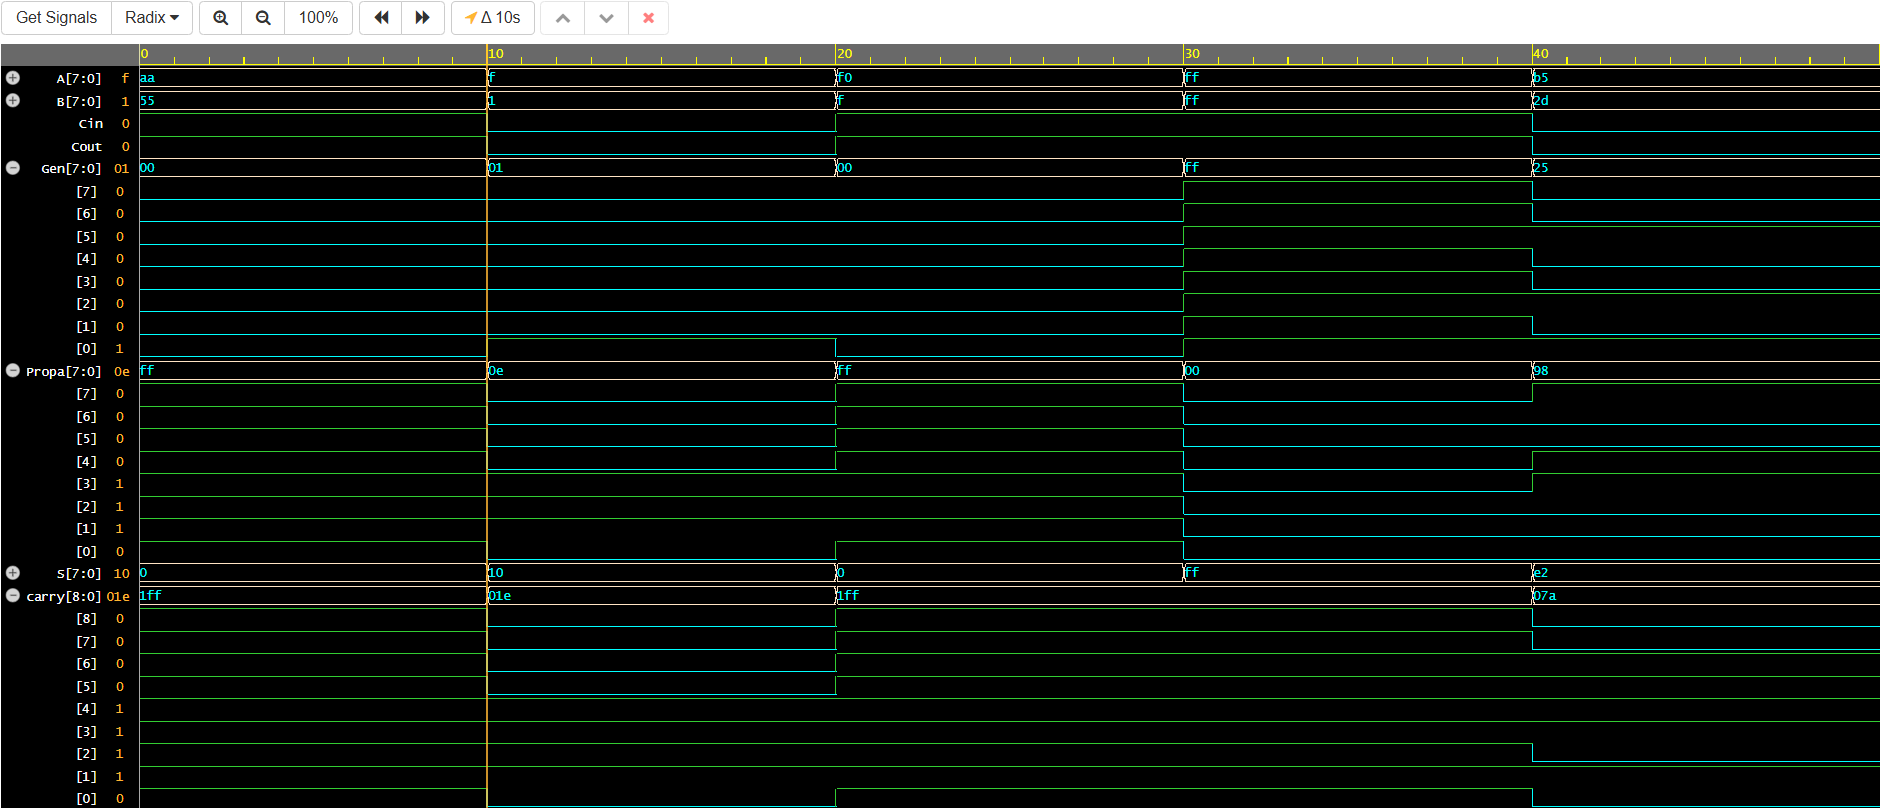 Get Signals Radix 100% Δ 10s
0 10 20 30 40
A[7:0] f aa f f0 ff b5
B[7:0] 1 55 1 f ff 2d
Cin 0
Cout 0
Gen[7:0] 01 00 01 00 ff 25
[7] 0
[6] 0
[5] 0
[4] 0
[3] 0
[2] 0
[1] 0
[0] 1
Propa[7:0] 0e ff 0e ff 00 98
[7] 0
[6] 0
[5] 0
[4] 0
[3] 1
[2] 1
[1] 1
[0] 0
S[7:0] 10 0 10 0 ff e2
carry[8:0] 01e 1ff 01e 1ff 07a
[8] 0
[7] 0
[6] 0
[5] 0
[4] 1
[3] 1
[2] 1
[1] 1
[0] 0